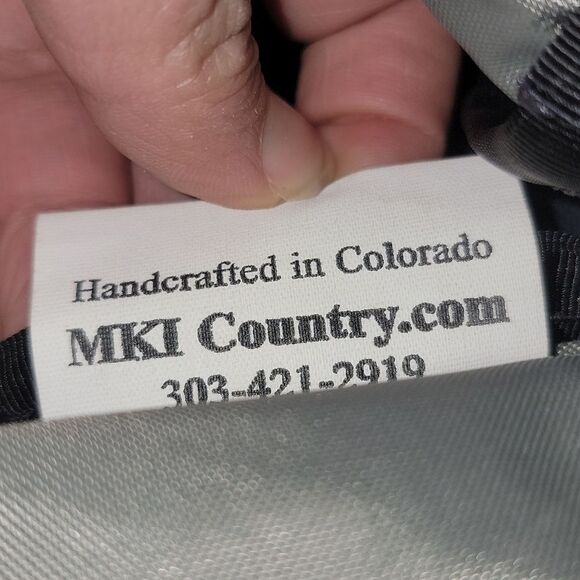 Handcrafted in Colorado
MKI Country.com
303-421-2919